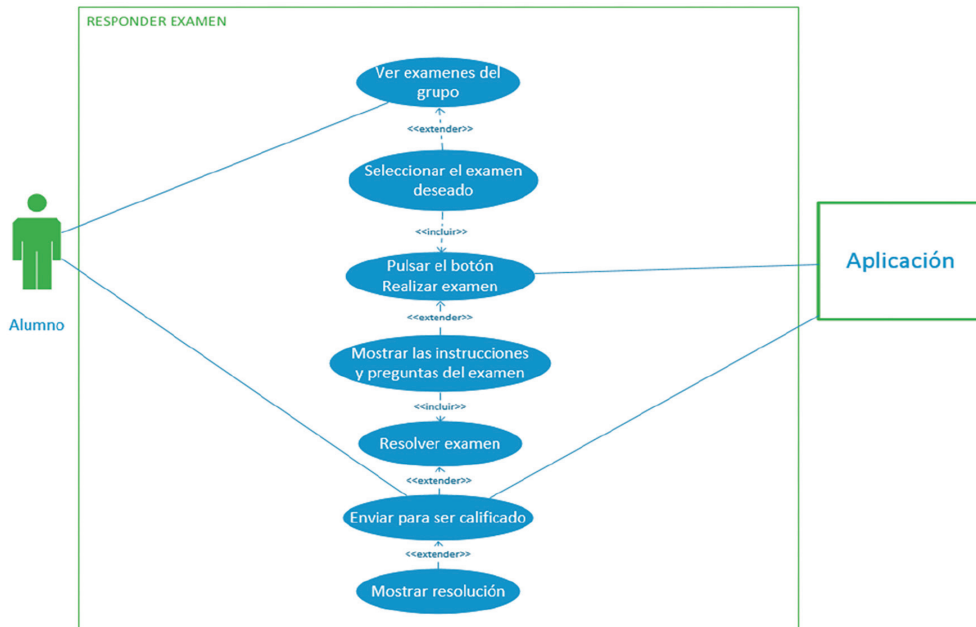 RESPONDER EXAMEN
Ver examenes del
grupo
<<extender>>
Seleccionar el examen
deseado
<<incluir>>
Pulsar el botón
Realizar examen
<<extender>>
Mostrar las instrucciones
y preguntas del examen
<<incluir>>
Resolver examen
<<extender>>
Enviar para ser calificado
<<extender>>
Mostrar resolución
Alumno
Aplicación